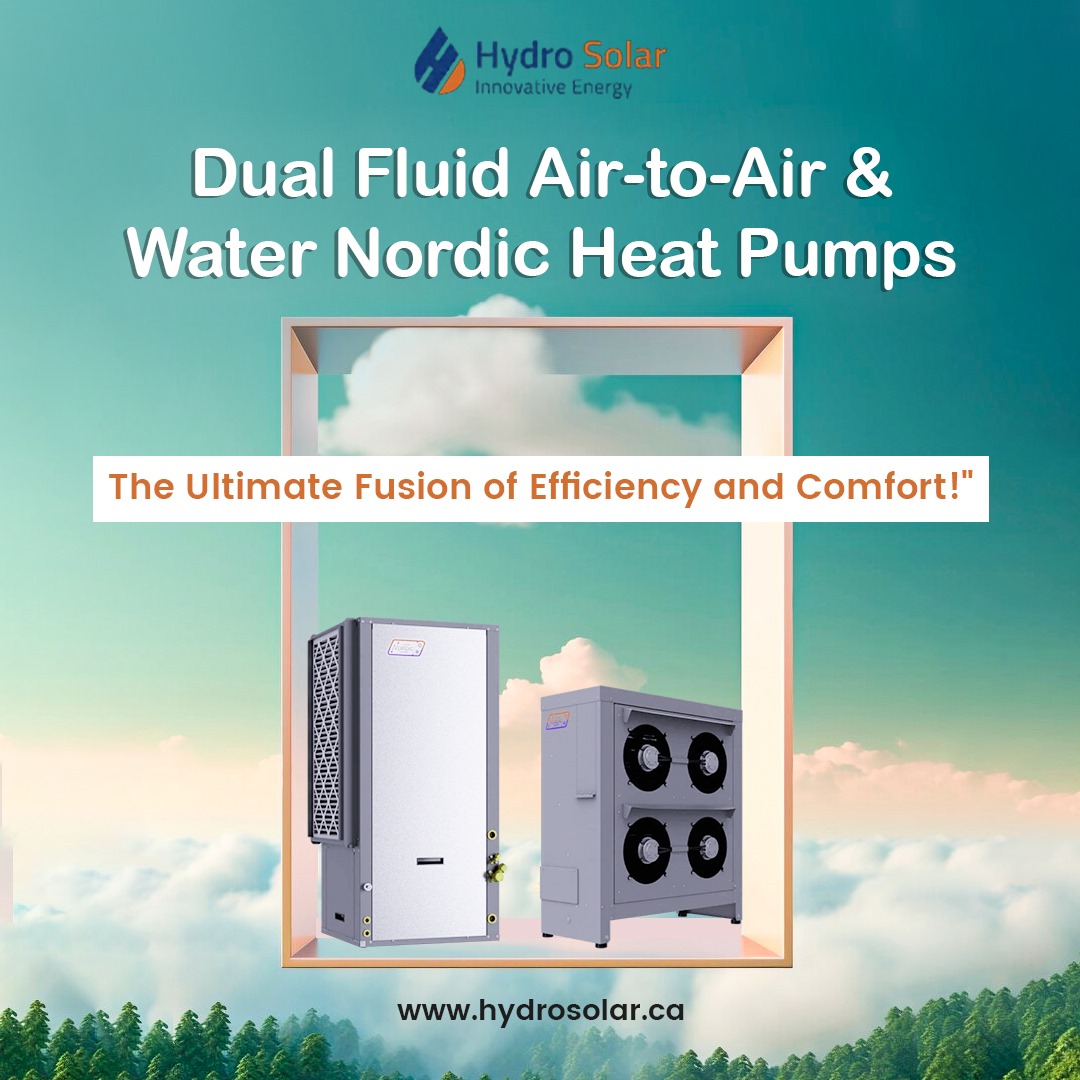 Hydro Solar
Innovative Energy
Dual Fluid Air-to-Air &
Water Nordic Heat Pumps
The Ultimate Fusion of Efficiency and Comfort!"
www.hydrosolar.ca